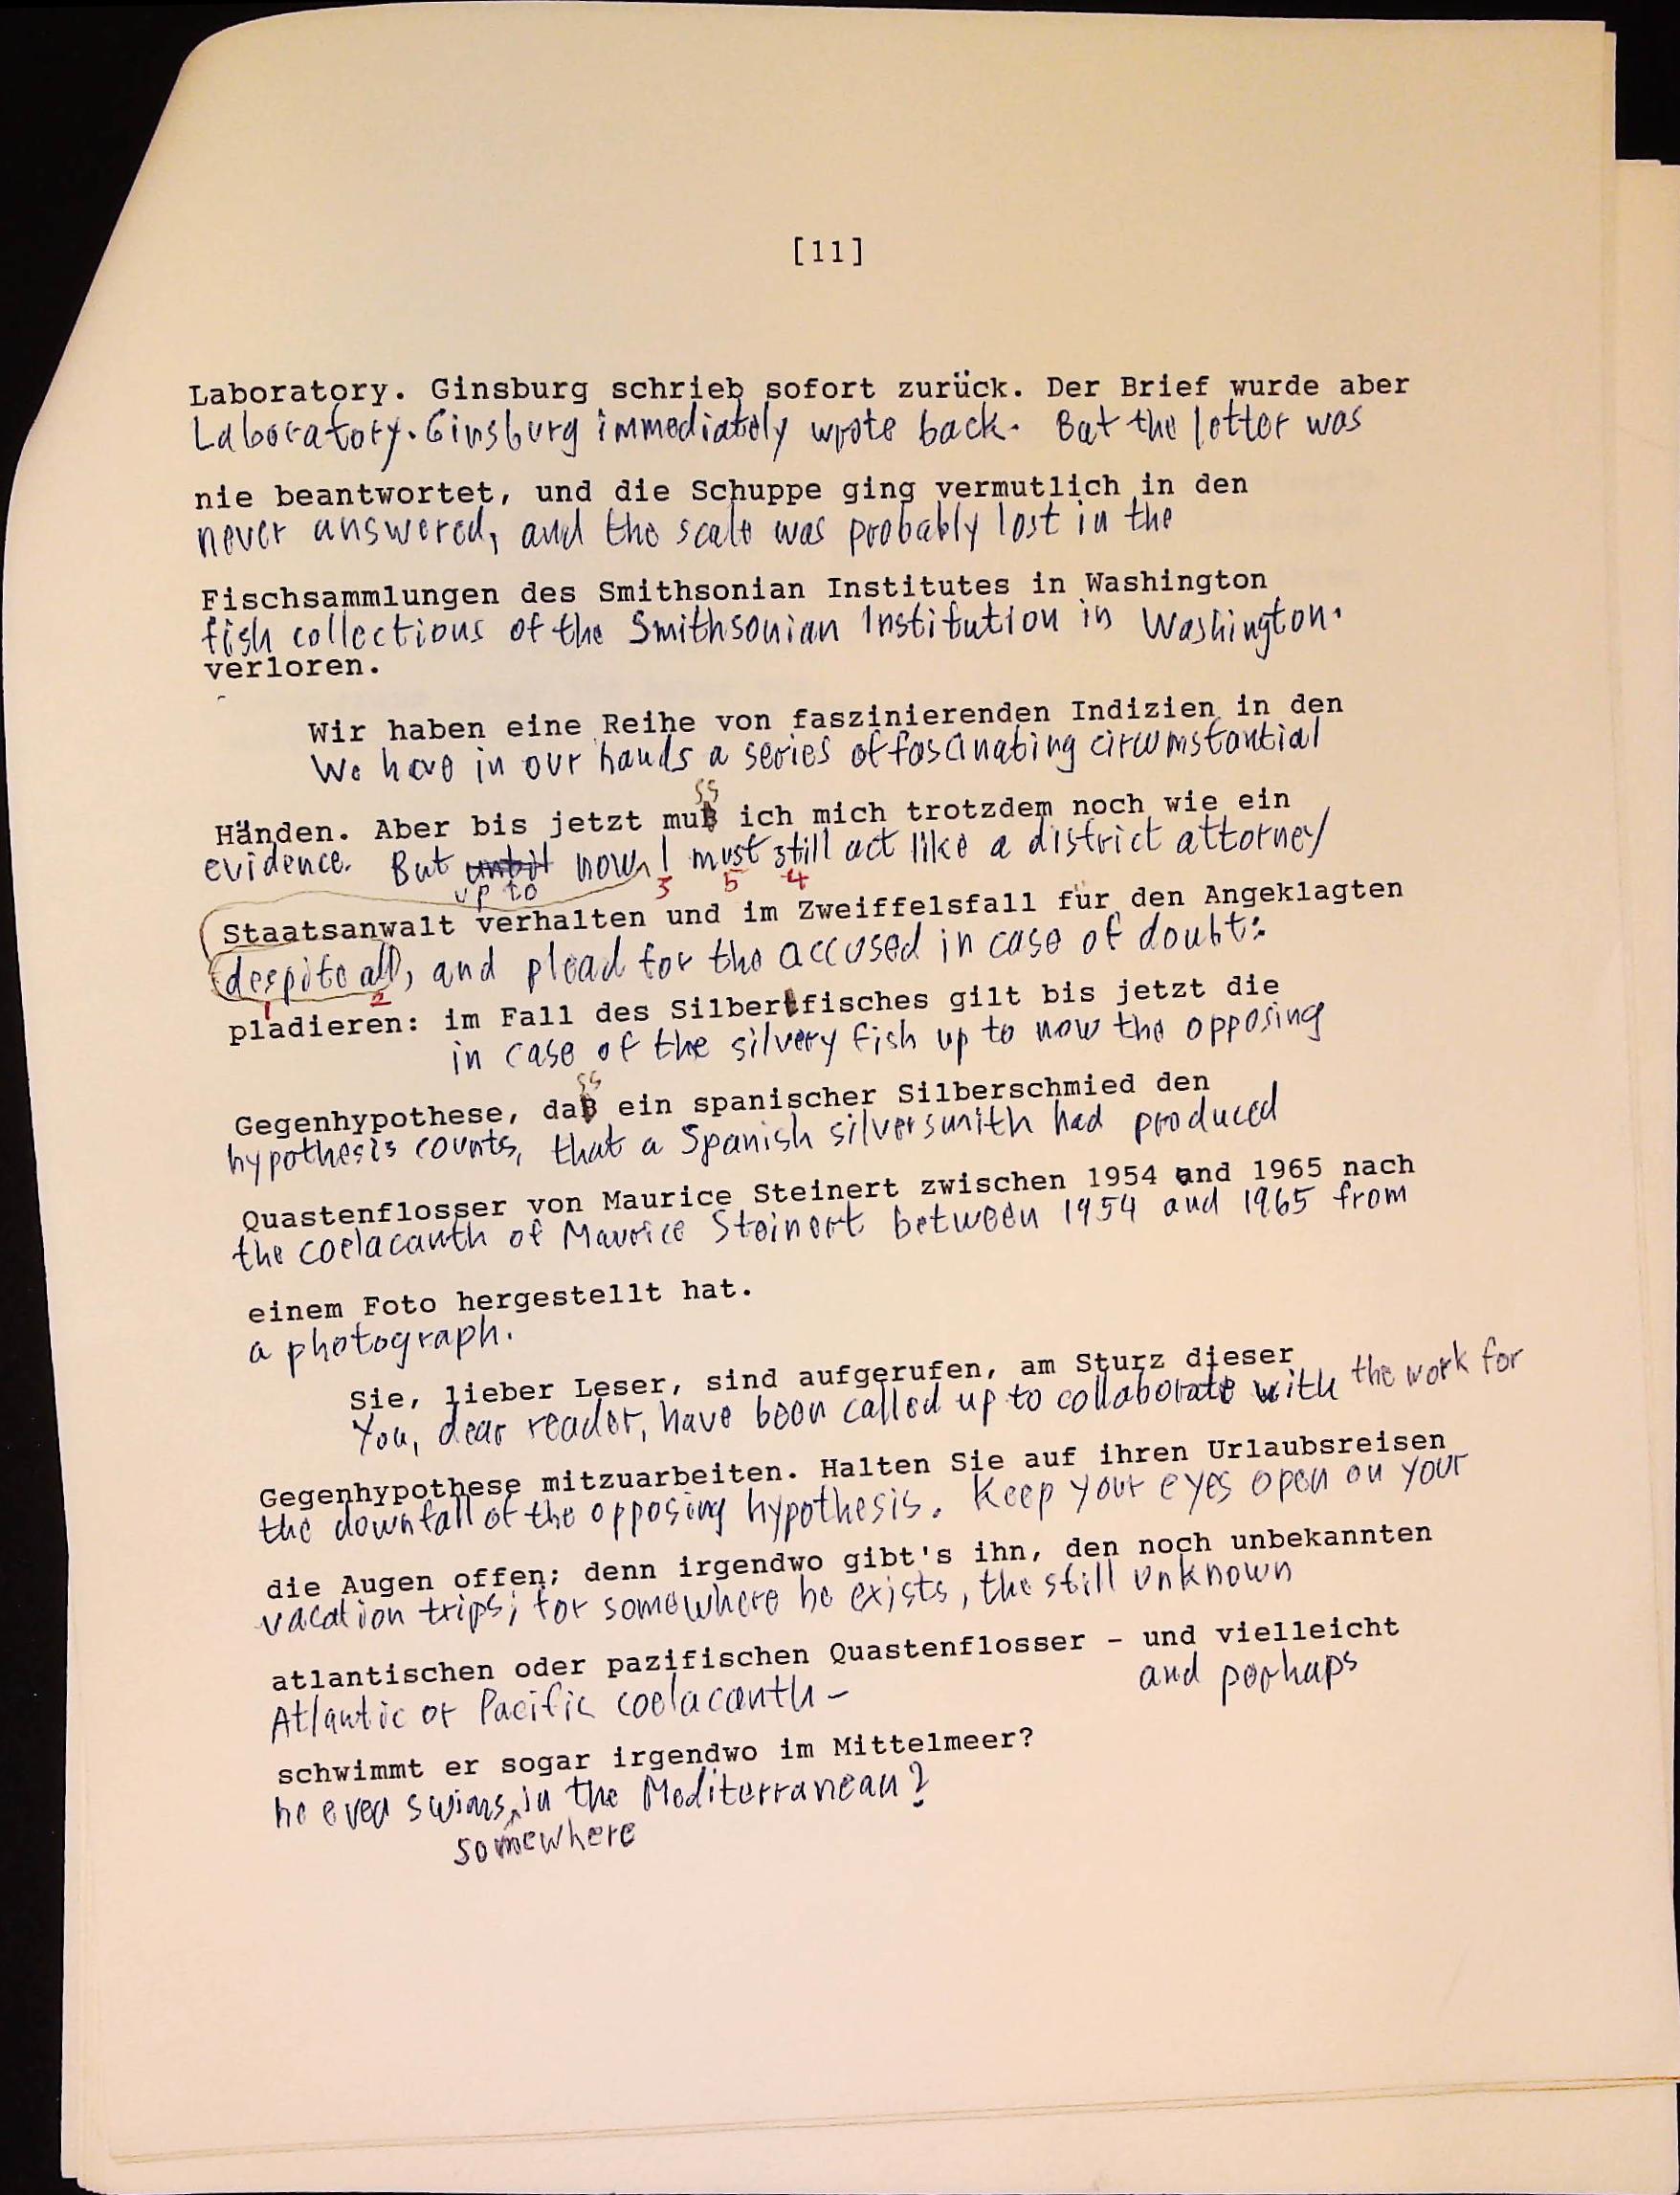 [11]
Laboratory. Ginsburg schrieb sofort zurück. Der Brief wurde aber
Laboratory. Ginsburg immediately wrote back. But the letter was
nie beantwortet, und die Schuppe ging vermutlich in den
never answered, and the scale was probably lost in the
Fischsammlungen des Smithsonian Institutes in Washington
fish collections of the Smithsonian Institution in Washington.
verloren.
Wir haben eine Reihe von faszinierenden Indizien in den
We have in our hands a series of fascinating circumstantial
ss
Händen. Aber bis jetzt muß ich mich trotzdem noch wie ein
evidence. But until now I must still act like a district attorney
up to 3 5 4
Staatsanwalt verhalten und im Zweiffelsfall für den Angeklagten
despite all, and plead for the accused in case of doubt:
1 2
plädieren: im Fall des Silbertfisches gilt bis jetzt die
in case of the silvery fish up to now the opposing
ss
Gegenhypothese, daß ein spanischer Silberschmied den
hypothesis counts, that a Spanish silversmith had produced
Quastenflosser von Maurice Steinert zwischen 1954 and 1965 nach
the coelacanth of Maurice Steinert between 1954 and 1965 from
einem Foto hergestellt hat.
a photograph.
Sie, lieber Leser, sind aufgerufen, am Sturz dieser
You, dear reader, have been called up to collaborate with the work for
Gegenhypothese mitzuarbeiten. Halten Sie auf ihren Urlaubsreisen
the downfall of the opposing hypothesis. Keep your eyes open on your
die Augen offen; denn irgendwo gibt's ihn, den noch unbekannten
vacation trips; for somewhere he exists, the still unknown
atlantischen oder pazifischen Quastenflosser - und vielleicht
Atlantic or Pacific coelacanth - and perhaps
schwimmt er sogar irgendwo im Mittelmeer?
he even swims in the Mediterranean?
somewhere